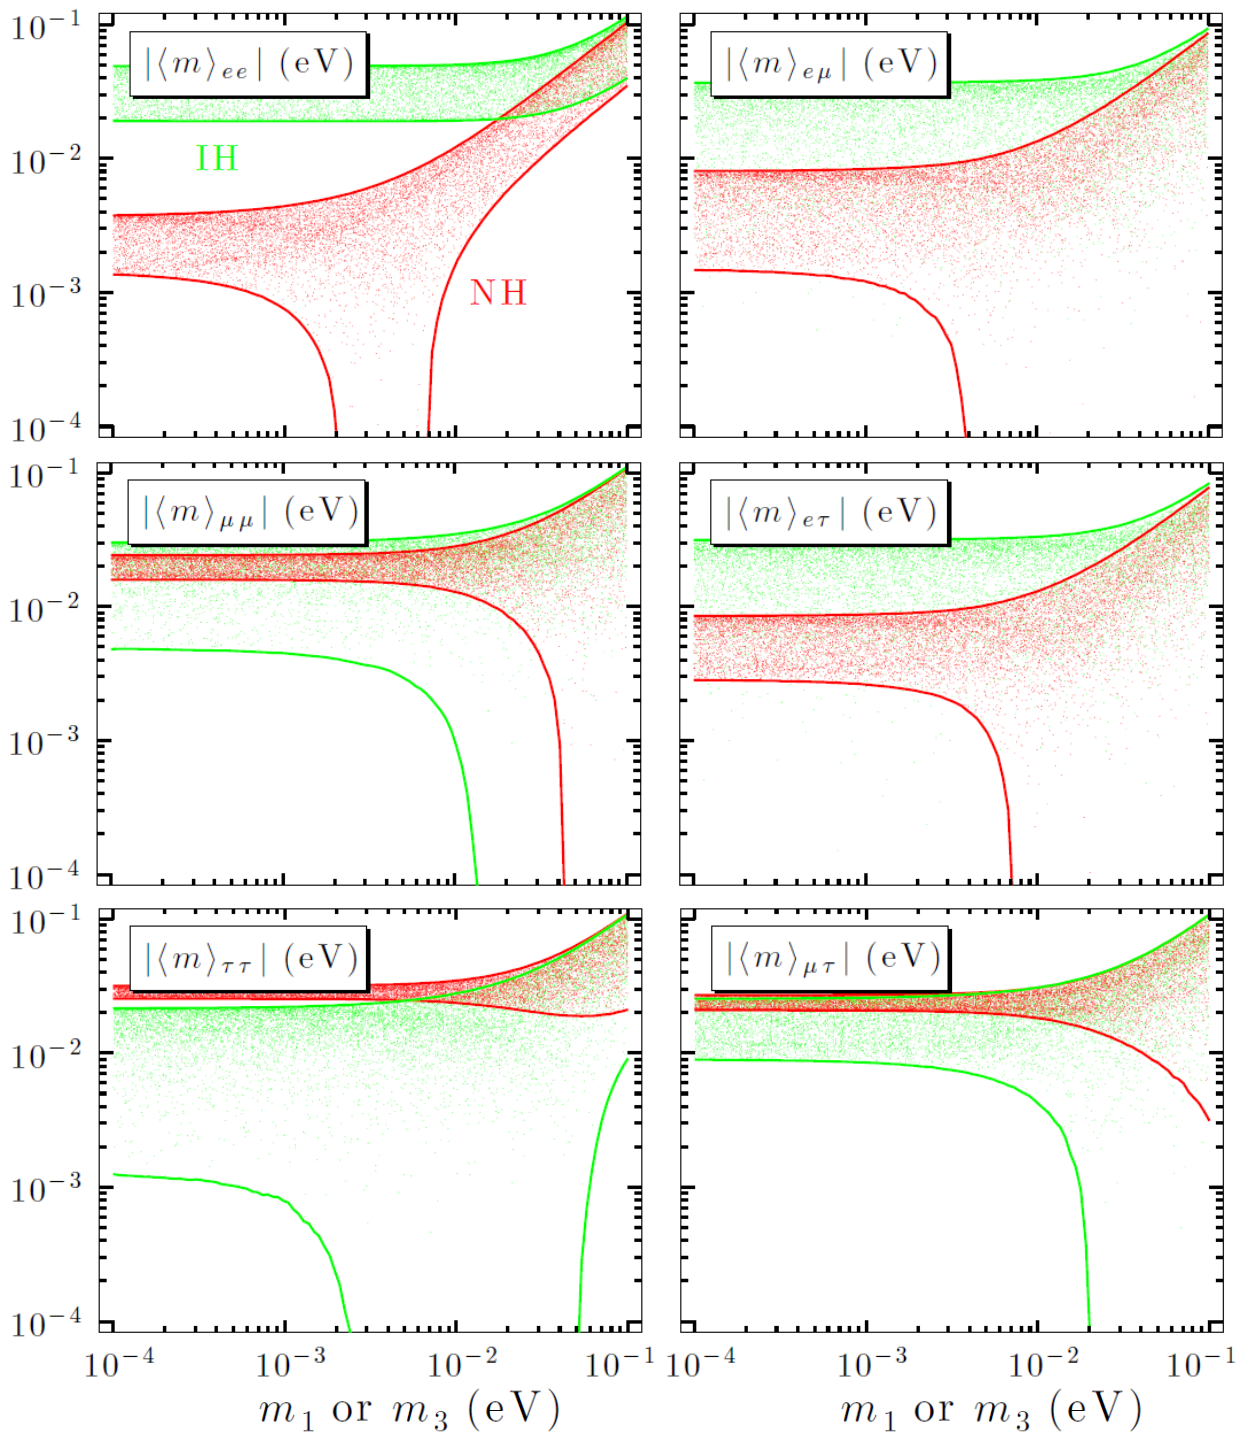 10⁻¹
|⟨m⟩ₑₑ| (eV)
|⟨m⟩ₑμ| (eV)
IH
10⁻²
10⁻³
NH
10⁻⁴
10⁻¹
|⟨m⟩μμ| (eV)
|⟨m⟩ₑτ| (eV)
10⁻²
10⁻³
10⁻⁴
10⁻¹
|⟨m⟩ττ| (eV)
|⟨m⟩μτ| (eV)
10⁻²
10⁻³
10⁻⁴
10⁻⁴ 10⁻³ 10⁻² 10⁻¹
10⁻³ 10⁻² 10⁻¹
m₁ or m₃ (eV)
m₁ or m₃ (eV)